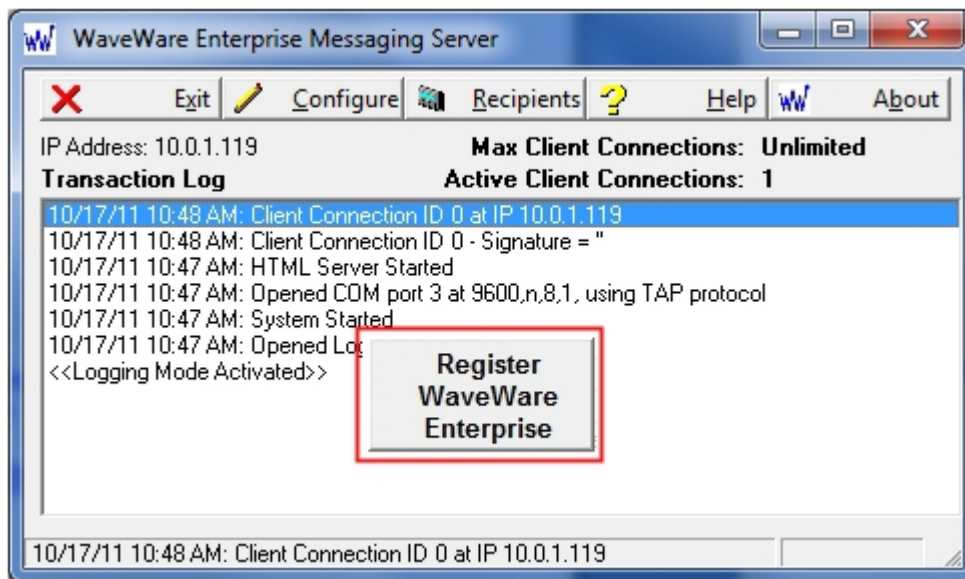 WaveWare Enterprise Messaging Server
Exit Configure Recipients Help About
IP Address: 10.0.1.119 Max Client Connections: Unlimited
Transaction Log Active Client Connections: 1
10/17/11 10:48 AM: Client Connection ID 0 at IP 10.0.1.119
10/17/11 10:48 AM: Client Connection ID 0 - Signature = ''
10/17/11 10:47 AM: HTML Server Started
10/17/11 10:47 AM: Opened COM port 3 at 9600,n,8,1, using TAP protocol
10/17/11 10:47 AM: System Started
10/17/11 10:47 AM: Opened
<<Logging Mode Activated>>
Register
WaveWare
Enterprise
10/17/11 10:48 AM: Client Connection ID 0 at IP 10.0.1.119